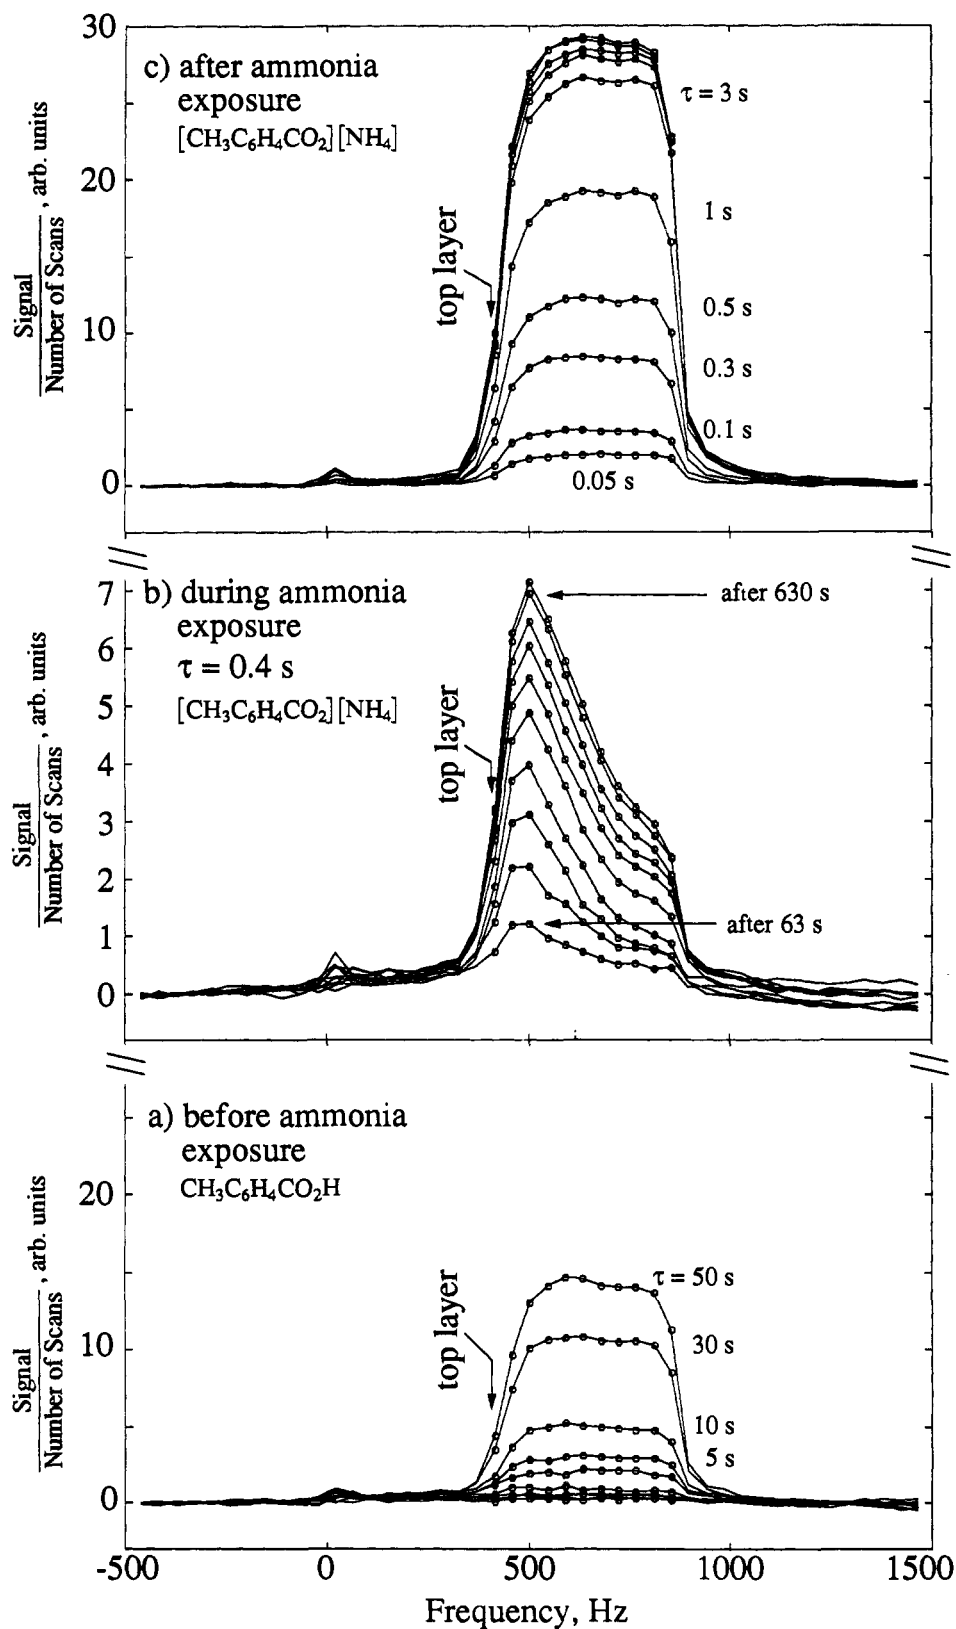 30
20
10
0
Signal
Number of Scans , arb. units
c) after ammonia
exposure
[CH₃C₆H₄CO₂][NH₄]
top layer
τ = 3 s
1 s
0.5 s
0.3 s
0.1 s
0.05 s
7
6
5
4
3
2
1
0
Signal
Number of Scans , arb. units
b) during ammonia
exposure
τ = 0.4 s
[CH₃C₆H₄CO₂][NH₄]
top layer
after 630 s
after 63 s
20
10
0
Signal
Number of Scans , arb. units
a) before ammonia
exposure
CH₃C₆H₄CO₂H
top layer
τ = 50 s
30 s
10 s
5 s
-500 0 500 1000 1500
Frequency, Hz